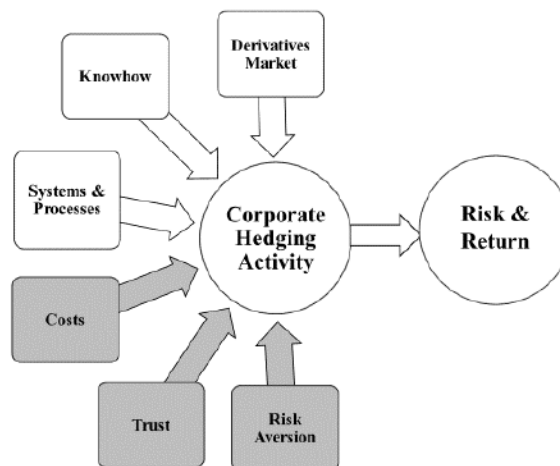 Derivatives
Market
Knowhow
Systems &
Processes
Corporate
Hedging
Activity
Risk &
Return
Costs
Trust
Risk
Aversion